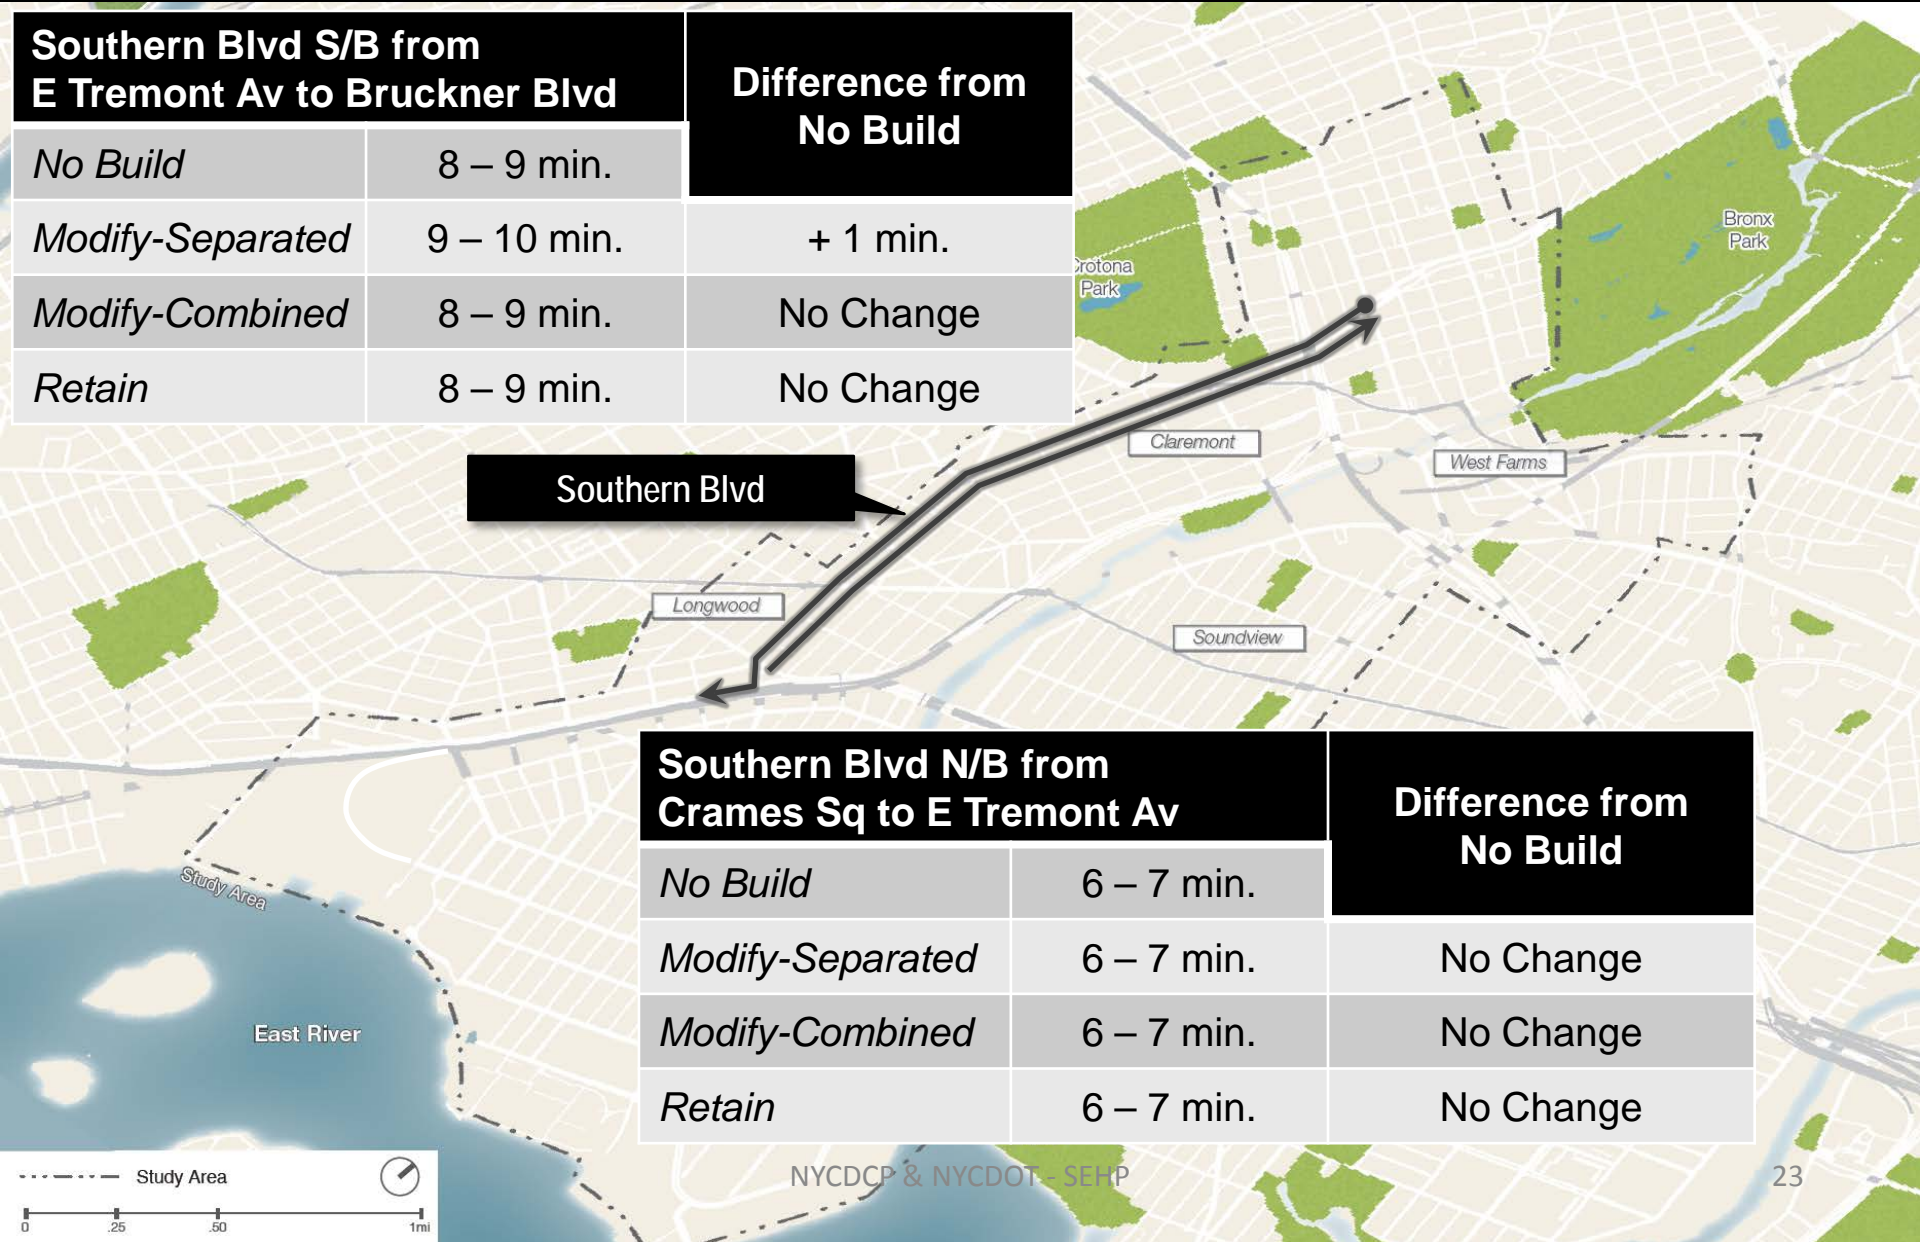 Southern Blvd S/B from
E Tremont Av to Bruckner Blvd
Difference from
No Build
No Build 8 – 9 min.
Modify-Separated 9 – 10 min. + 1 min.
Modify-Combined 8 – 9 min. No Change
Retain 8 – 9 min. No Change
Bronx
Park
Crotona
Park
Claremont
West Farms
Southern Blvd
Longwood
Soundview
Southern Blvd N/B from
Crames Sq to E Tremont Av
Difference from
No Build
No Build 6 – 7 min.
Modify-Separated 6 – 7 min. No Change
Modify-Combined 6 – 7 min. No Change
Retain 6 – 7 min. No Change
Study Area
East River
Study Area
0 .25 .50 1mi
NYCDCP & NYCDOT - SEHP
23